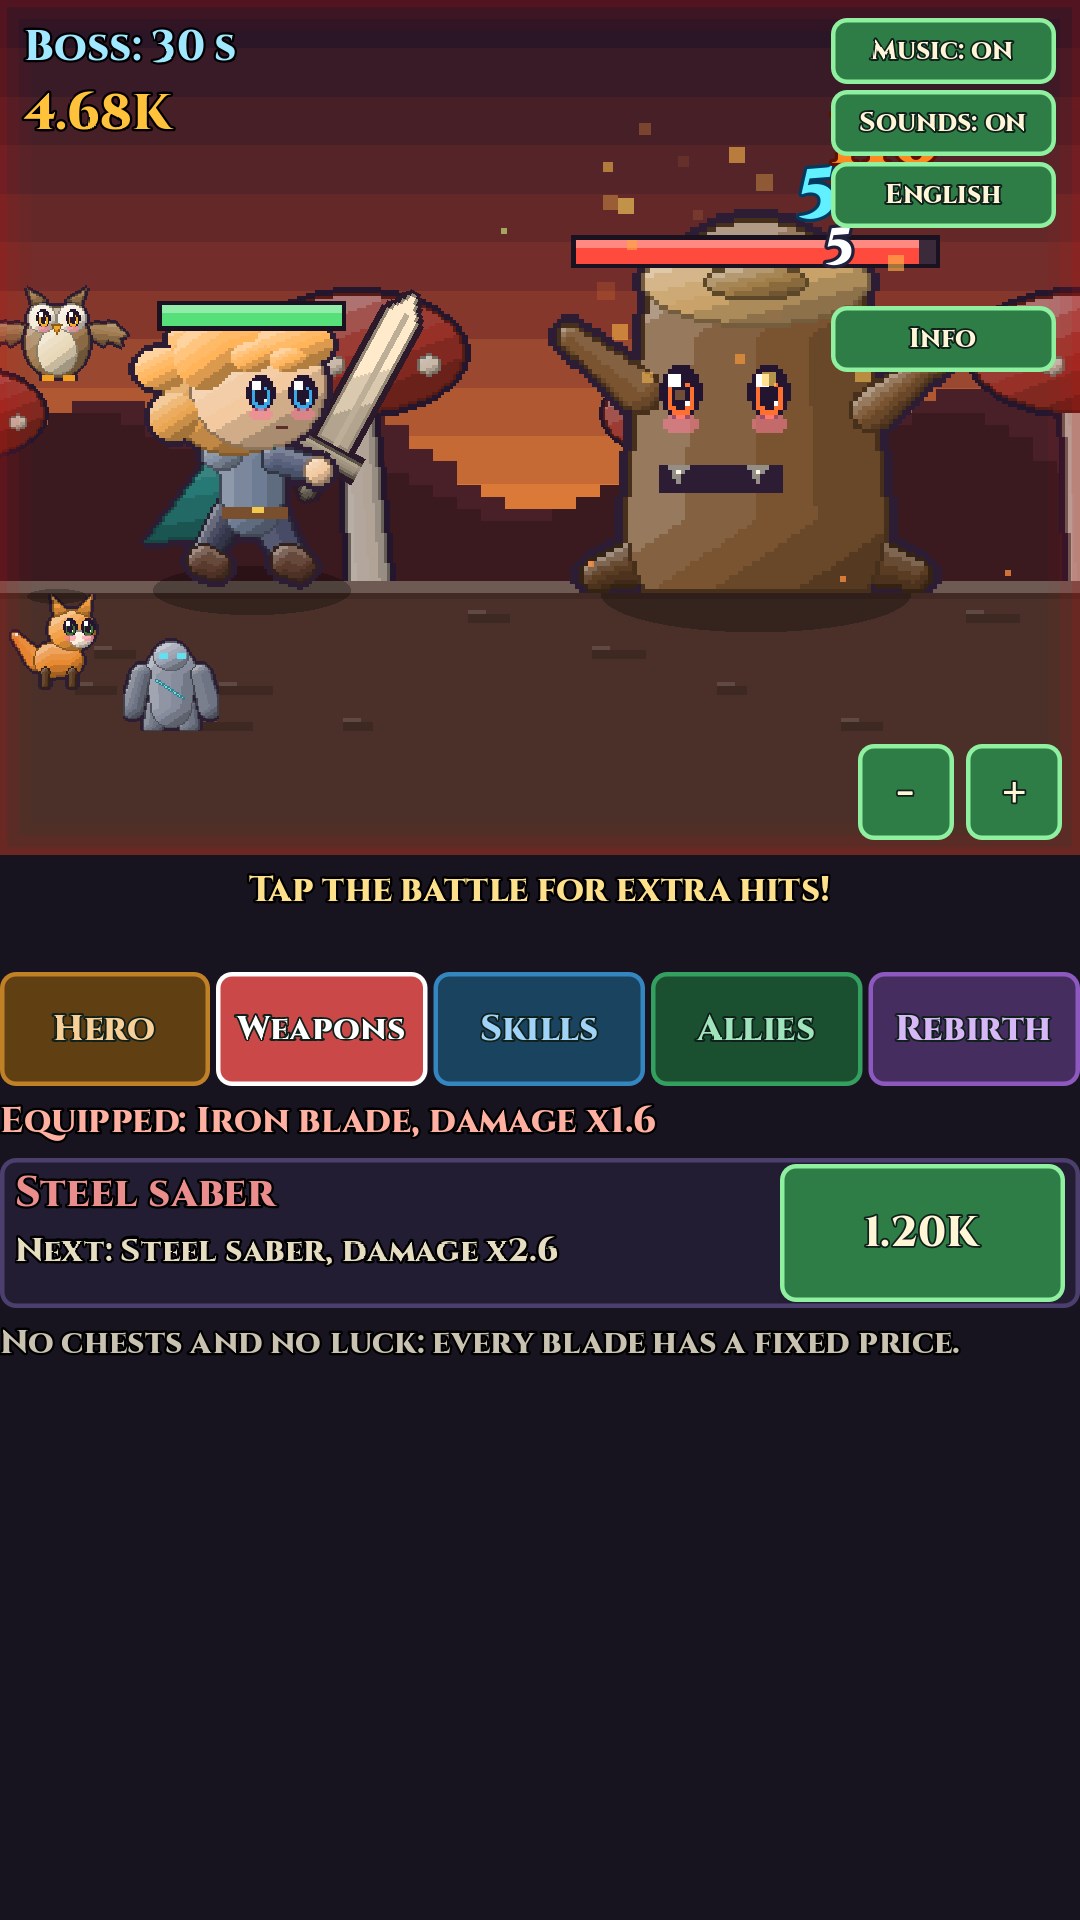 Boss: 30 s
4.68K
Music: on
Sounds: on
English
5
5
Info
-
+
Tap the battle for extra hits!
Hero
Weapons
Skills
Allies
Rebirth
Equipped: Iron blade, damage x1.6
Steel saber
Next: Steel saber, damage x2.6
1.20K
No chests and no luck: every blade has a fixed price.